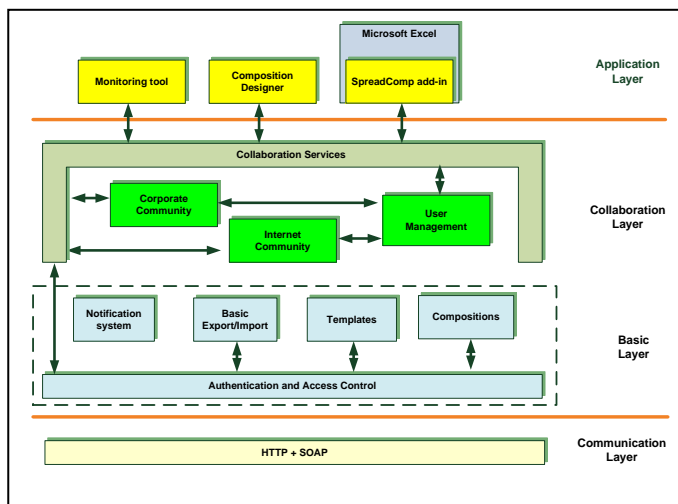 Microsoft Excel
Monitoring tool
Composition
Designer
SpreadComp add-in
Application
Layer
Collaboration Services
Corporate
Community
User
Management
Internet
Community
Collaboration
Layer
Notification
system
Basic
Export/Import
Templates
Compositions
Basic
Layer
Authentication and Access Control
HTTP + SOAP
Communication
Layer